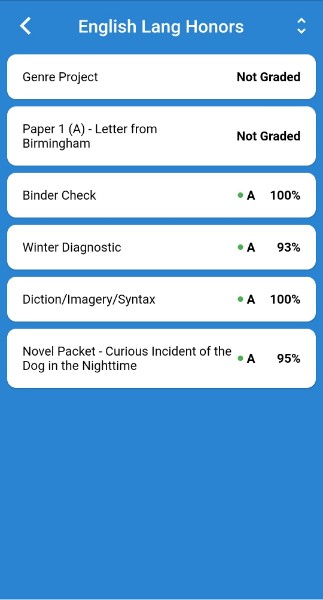 English Lang Honors
Genre Project Not Graded
Paper 1 (A) - Letter from
Birmingham
Not Graded
Binder Check A 100%
Winter Diagnostic A 93%
Diction/Imagery/Syntax A 100%
Novel Packet - Curious Incident of the
Dog in the Nighttime
A 95%